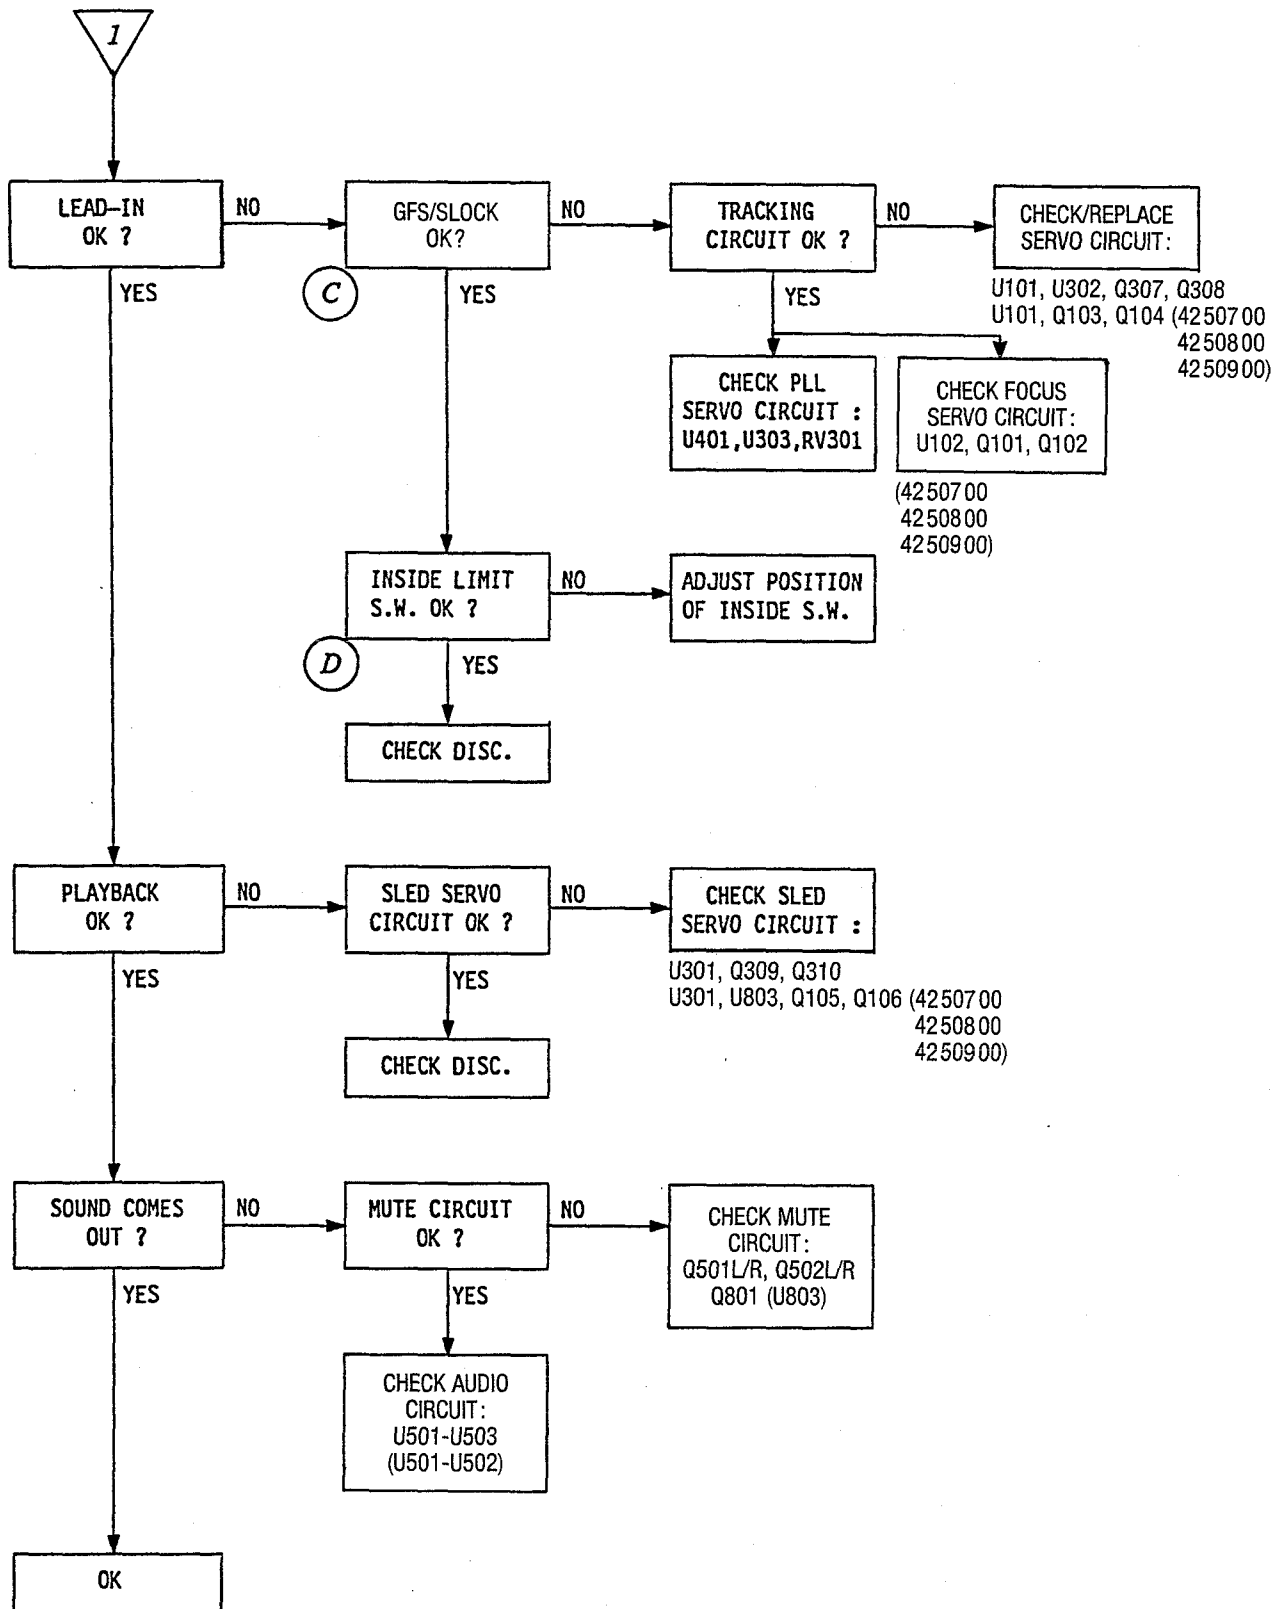 1
LEAD-IN
OK ?
NO
GFS/SLOCK
OK?
NO
TRACKING
CIRCUIT OK ?
NO
CHECK/REPLACE
SERVO CIRCUIT:
YES
C
YES
YES
U101, U302, Q307, Q308
U101, Q103, Q104 (4250700
4250800
4250900)
CHECK PLL
SERVO CIRCUIT :
U401,U303,RV301
CHECK FOCUS
SERVO CIRCUIT:
U102, Q101, Q102
(4250700
4250800
4250900)
INSIDE LIMIT
S.W. OK ?
NO
ADJUST POSITION
OF INSIDE S.W.
D
YES
CHECK DISC.
PLAYBACK
OK ?
NO
SLED SERVO
CIRCUIT OK ?
NO
CHECK SLED
SERVO CIRCUIT :
YES
YES
U301, Q309, Q310
U301, U803, Q105, Q106 (4250700
4250800
4250900)
CHECK DISC.
SOUND COMES
OUT ?
NO
MUTE CIRCUIT
OK ?
NO
CHECK MUTE
CIRCUIT:
Q501L/R, Q502L/R
Q801 (U803)
YES
YES
CHECK AUDIO
CIRCUIT:
U501-U503
(U501-U502)
OK